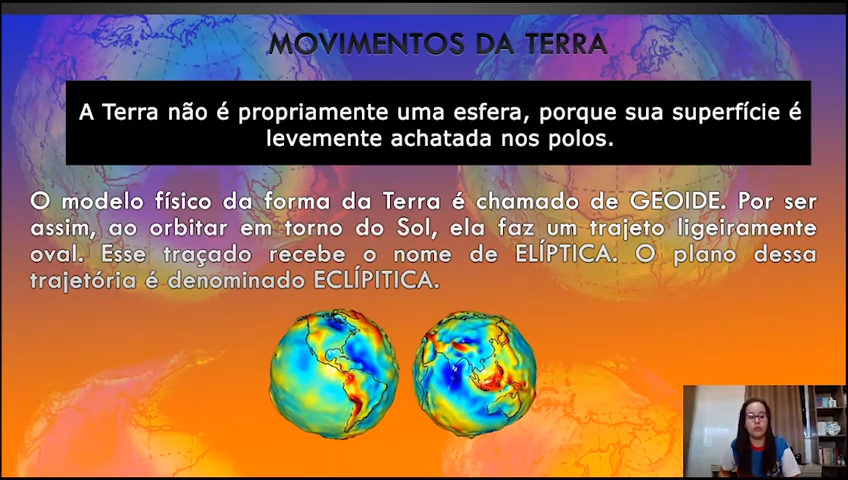 MOVIMENTOS DA TERRA
A Terra não é propriamente uma esfera, porque sua superfície é
levemente achatada nos polos.
O modelo físico da forma da Terra é chamado de GEOIDE. Por ser
assim, ao orbitar em torno do Sol, ela faz um trajeto ligeiramente
oval. Esse traçado recebe o nome de ELÍPTICA. O plano dessa
trajetória é denominado ECLÍPITICA.